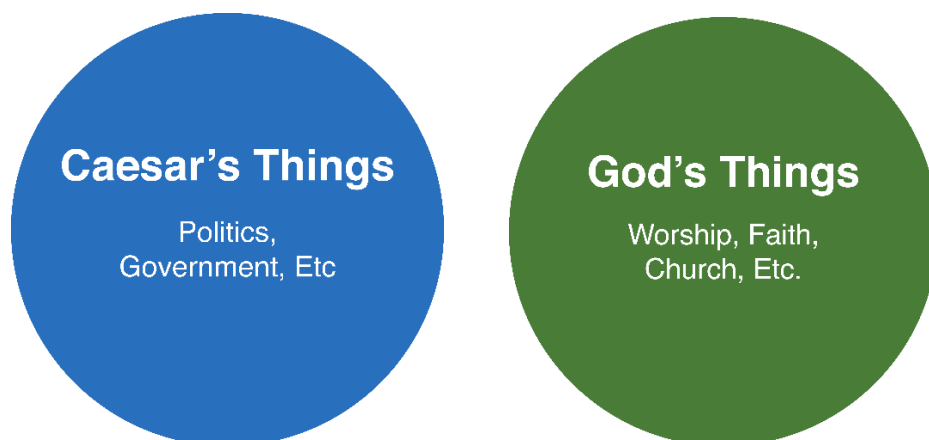 Caesar’s Things
Politics,
Government, Etc
God’s Things
Worship, Faith,
Church, Etc.